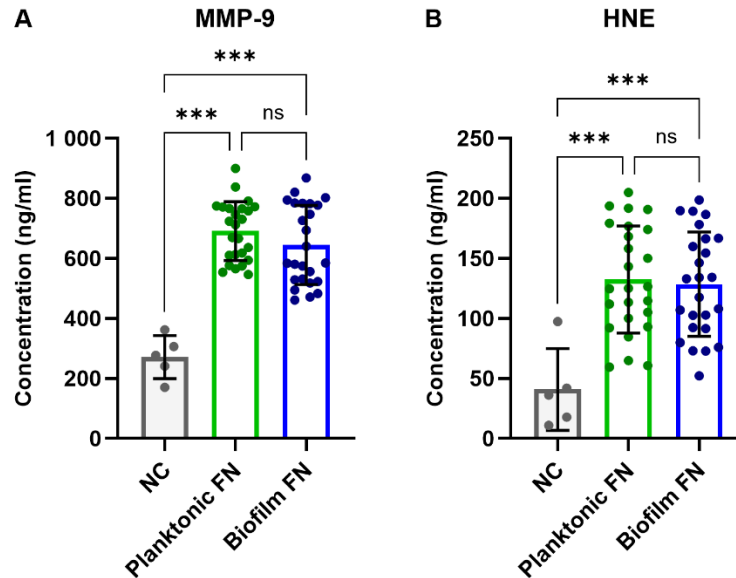 A MMP-9
Concentration (ng/ml)
1 000
800
600
400
200
0
***
*** ns
NC
Planktonic FN
Biofilm FN
B HNE
Concentration (ng/ml)
250
200
150
100
50
0
***
*** ns
NC
Planktonic FN
Biofilm FN